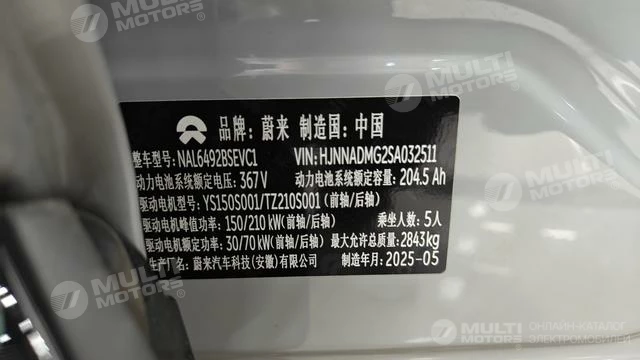 品牌: 蔚来 制造国: 中国
整车型号: NAL6492BSEVC1 VIN: HJNNADMG2SA032511
动力电池系统额定电压: 367V 动力电池系统额定容量: 204.5 Ah
驱动电机型号: YS150S001/TZ210S001 (前轴/后轴)
驱动电机峰值功率: 150/210 kW(前轴/后轴) 乘坐人数: 5人
驱动电机额定功率: 30/70 kW(前轴/后轴) 最大允许总质量: 2843kg
生产厂名: 蔚来汽车科技(安徽)有限公司 制造年月: 2025-05
MULTI MOTORS
MULTI MOTORS
MULTI MOTORS
MULTI MOTORS
ОНЛАЙН-КАТАЛОГ
ЭЛЕКТРОМОБИЛЕЙ